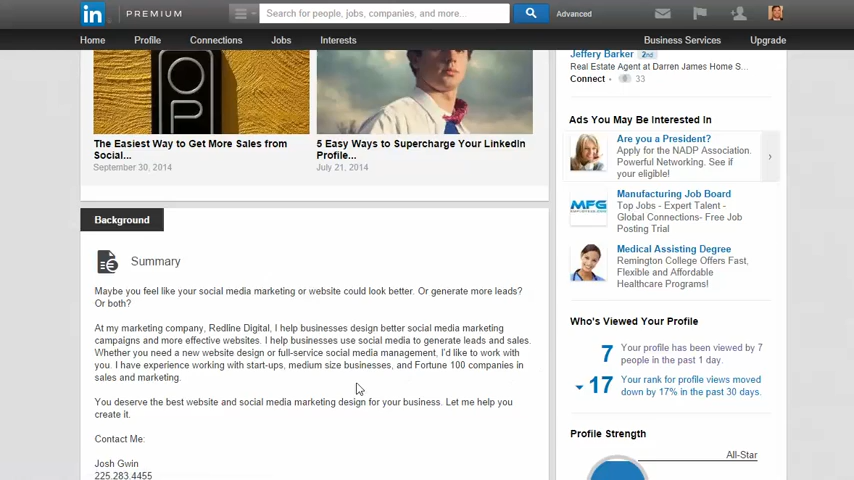 in PREMIUM
Search for people, jobs, companies, and more...
Advanced
Home Profile Connections Jobs Interests
Business Services Upgrade
OP
The Easiest Way to Get More Sales from
Social...
September 30, 2014
5 Easy Ways to Supercharge Your LinkedIn
Profile...
July 21, 2014
Background
Summary
Maybe you feel like your social media marketing or website could look better. Or generate more leads?
Or both?
At my marketing company, Redline Digital, I help businesses design better social media marketing
campaigns and more effective websites. I help businesses use social media to generate leads and sales.
Whether you need a new website design or full-service social media management, I'd like to work with
you. I have experience working with start-ups, medium size businesses, and Fortune 100 companies in
sales and marketing.
You deserve the best website and social media marketing design for your business. Let me help you
create it.
Contact Me:
Josh Gwin
225.283.4455
Jeffery Barker 2nd
Real Estate Agent at Darren James Home S...
Connect • 33
Ads You May Be Interested In
Are you a President?
Apply for the NADP Association.
Powerful Networking. See if
your eligible!
MFG
Manufacturing Job Board
Top Jobs - Expert Talent -
Global Connections- Free Job
Posting Trial
Medical Assisting Degree
Remington College Offers Fast,
Flexible and Affordable
Healthcare Programs!
Who's Viewed Your Profile
7 Your profile has been viewed by 7
people in the past 1 day.
17 Your rank for profile views moved
down by 17% in the past 30 days.
Profile Strength
All-Star